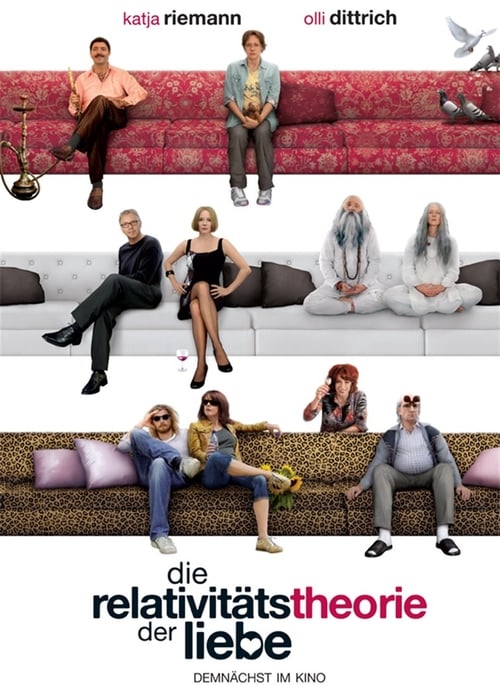 katja riemann olli dittrich
die
relativitätstheorie
der liebe
DEMNÄCHST IM KINO